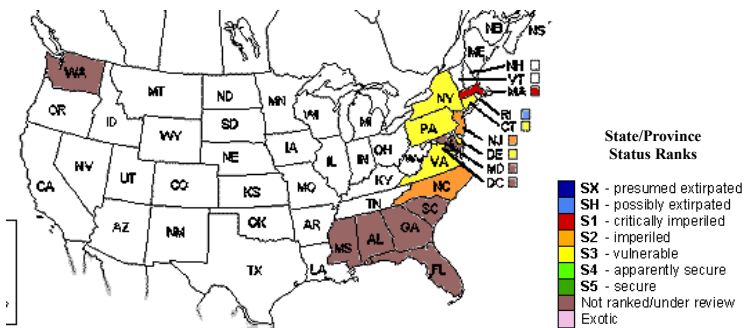 NB
NS
ME
WA
NH
VT
MA
MT
ND
MN
OR
ID
SD
WI
MI
NY
RI
CT
WY
PA
NJ
IA
NE
OH
DE
IL
IN
MD
NV
UT
WV
VA
DC
CA
CO
KS
MO
KY
NC
TN
OK
AR
SC
AZ
NM
MS
AL
GA
TX
LA
FL
State/Province
Status Ranks
SX - presumed extirpated
SH - possibly extirpated
S1 - critically imperiled
S2 - imperiled
S3 - vulnerable
S4 - apparently secure
S5 - secure
Not ranked/under review
Exotic